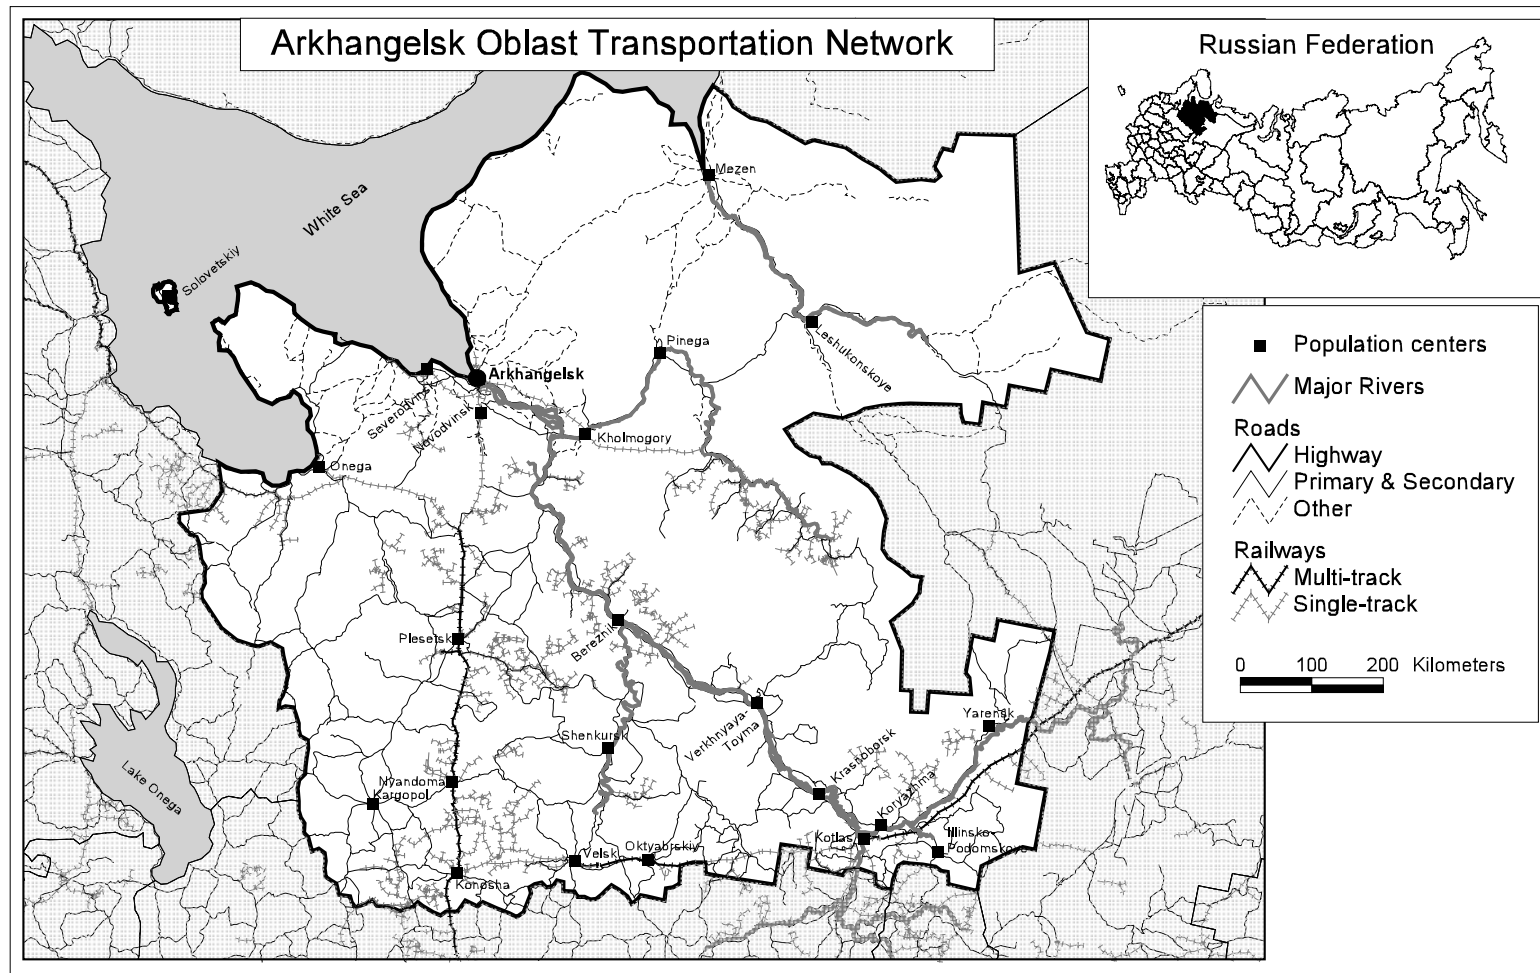 Arkhangelsk Oblast Transportation Network
Russian Federation
White Sea
Solovetskiy
Mezen
Leshukonskoye
Pinega
Arkhangelsk
Severodvinsk
Novodvinsk
Kholmogory
Onega
Plesetsk
Bereznik
Verkhnyaya-
Toyma
Yarensk
Krasnoborsk
Koryazhma
Shenkursk
Nyandoma
Kargopol
Lake Onega
Kotlas
Ilinsko-
Podomskoye
Velsk
Oktyabrskiy
Konosha
Population centers
Major Rivers
Roads
Highway
Primary & Secondary
Other
Railways
Multi-track
Single-track
0 100 200 Kilometers